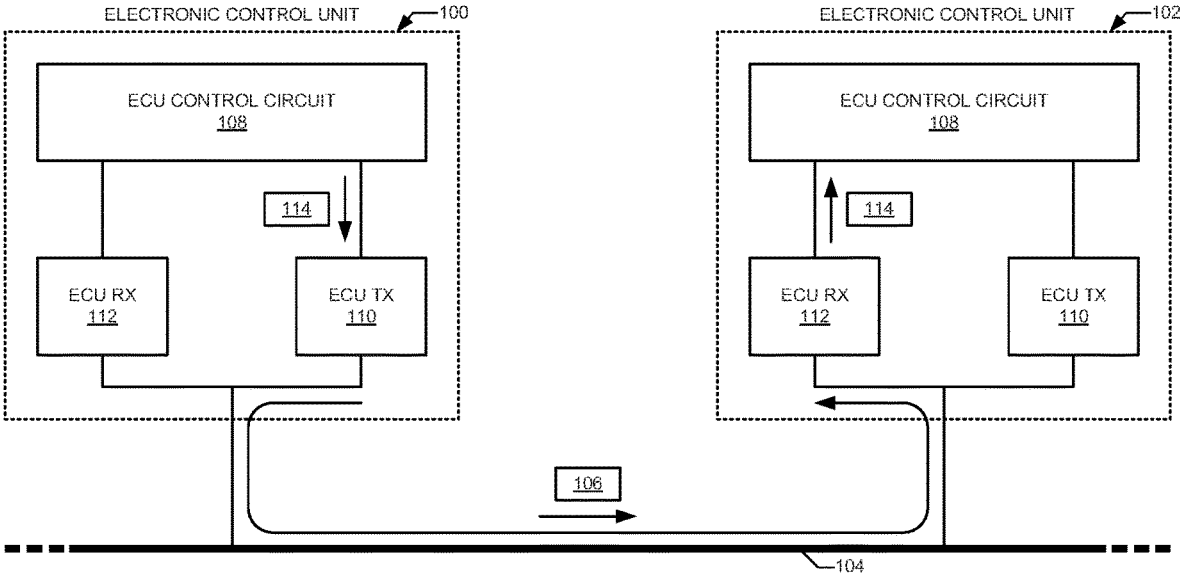 ELECTRONIC CONTROL UNIT
100
ELECTRONIC CONTROL UNIT
102
ECU CONTROL CIRCUIT
108
ECU CONTROL CIRCUIT
108
114
114
ECU RX
112
ECU TX
110
ECU RX
112
ECU TX
110
106
104